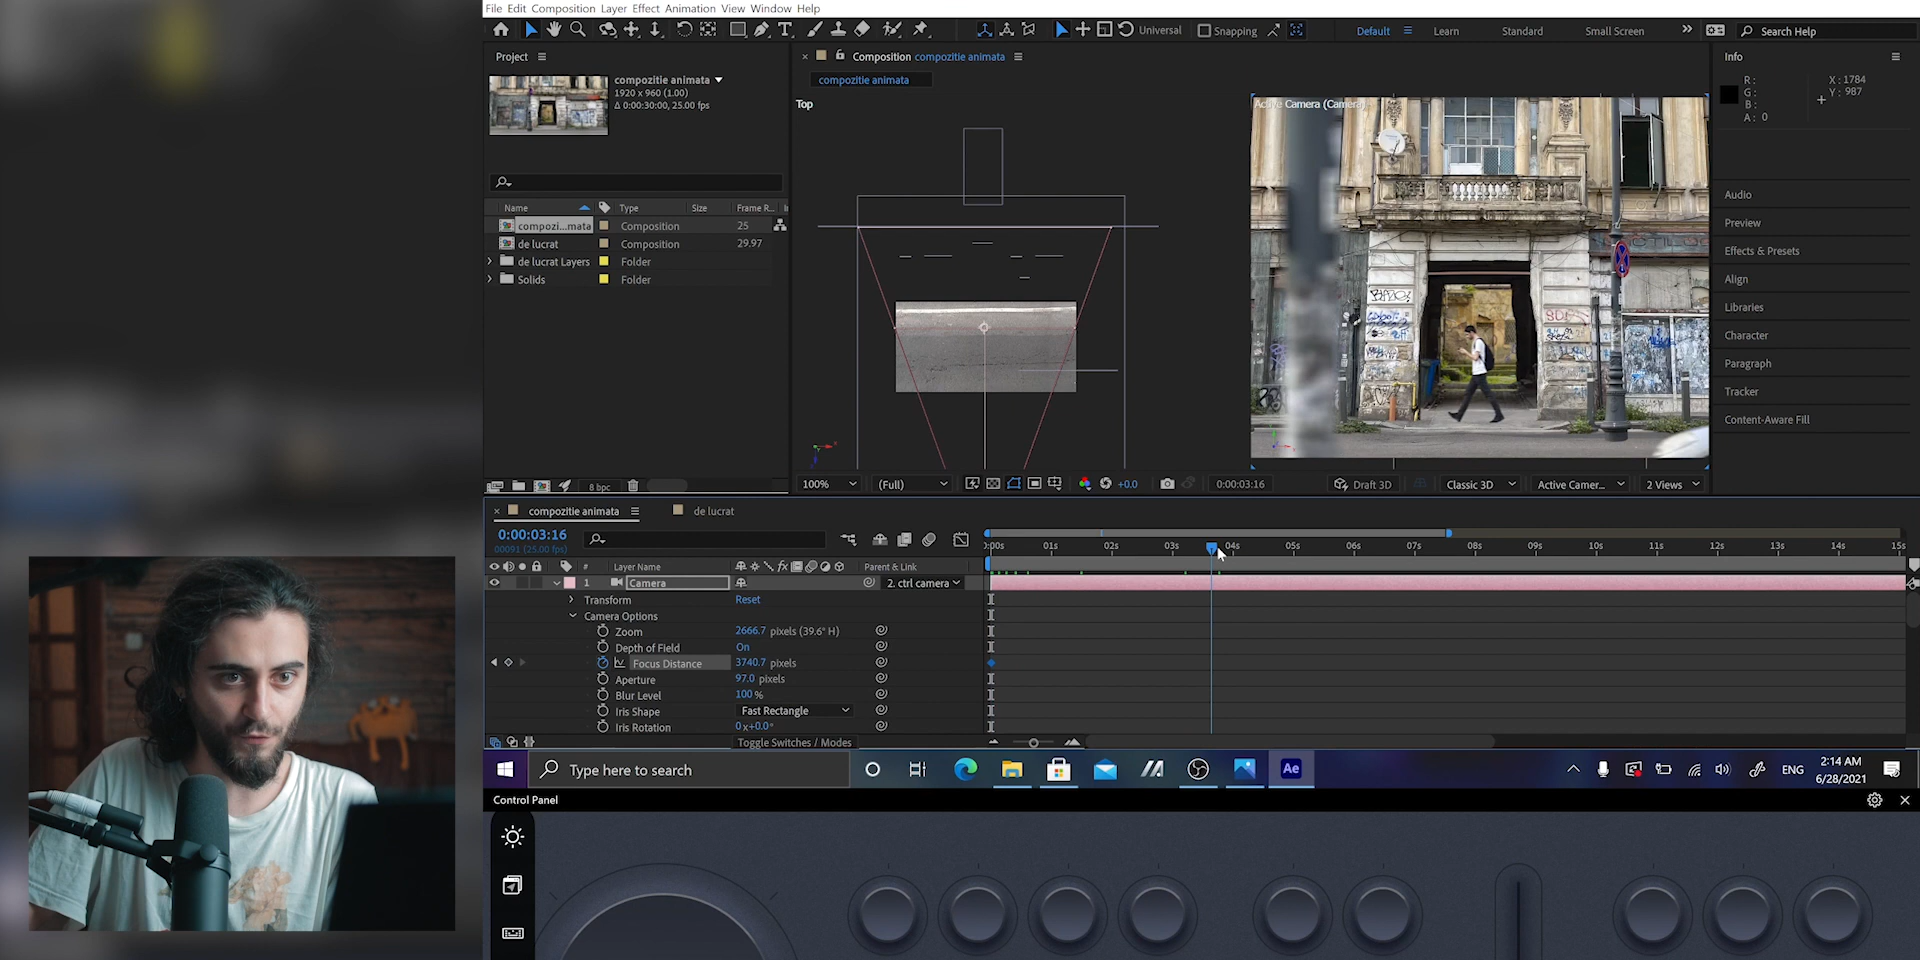 File Edit Composition Layer Effect Animation View Window Help
Universal
Snapping
Default
Learn
Standard
Small Screen
Search Help
Project
compozitie animata
1920 x 960 (1.00)
Δ 0:00:30:00, 25.00 fps
Name Type Size Frame R...
compozi...mata Composition 25
de lucrat Composition 29.97
de lucrat Layers Folder
Solids Folder
8 bpc
Composition compozitie animata
compozitie animata
Top
Active Camera (Camera)
100%
(Full)
+0.0
0:00:03:16
Draft 3D
Classic 3D
Active Camer...
2 Views
Info
R :
G :
B :
A : 0
X : 1784
Y : 987
Audio
Preview
Effects & Presets
Align
Libraries
Character
Paragraph
Tracker
Content-Aware Fill
compozitie animata
de lucrat
0:00:03:16
00091 (25.00 fps)
0:00s 01s 02s 03s 04s 05s 06s 07s 08s 09s 10s 11s 12s 13s 14s 15s
# Layer Name fx Parent & Link
1 Camera 2. ctrl camera
Transform Reset
Camera Options
Zoom 2666.7 pixels (39.6° H)
Depth of Field On
Focus Distance 3740.7 pixels
Aperture 97.0 pixels
Blur Level 100 %
Iris Shape Fast Rectangle
Iris Rotation 0x+0.0°
Toggle Switches / Modes
Type here to search
Ae
ENG
2:14 AM
6/28/2021
Control Panel